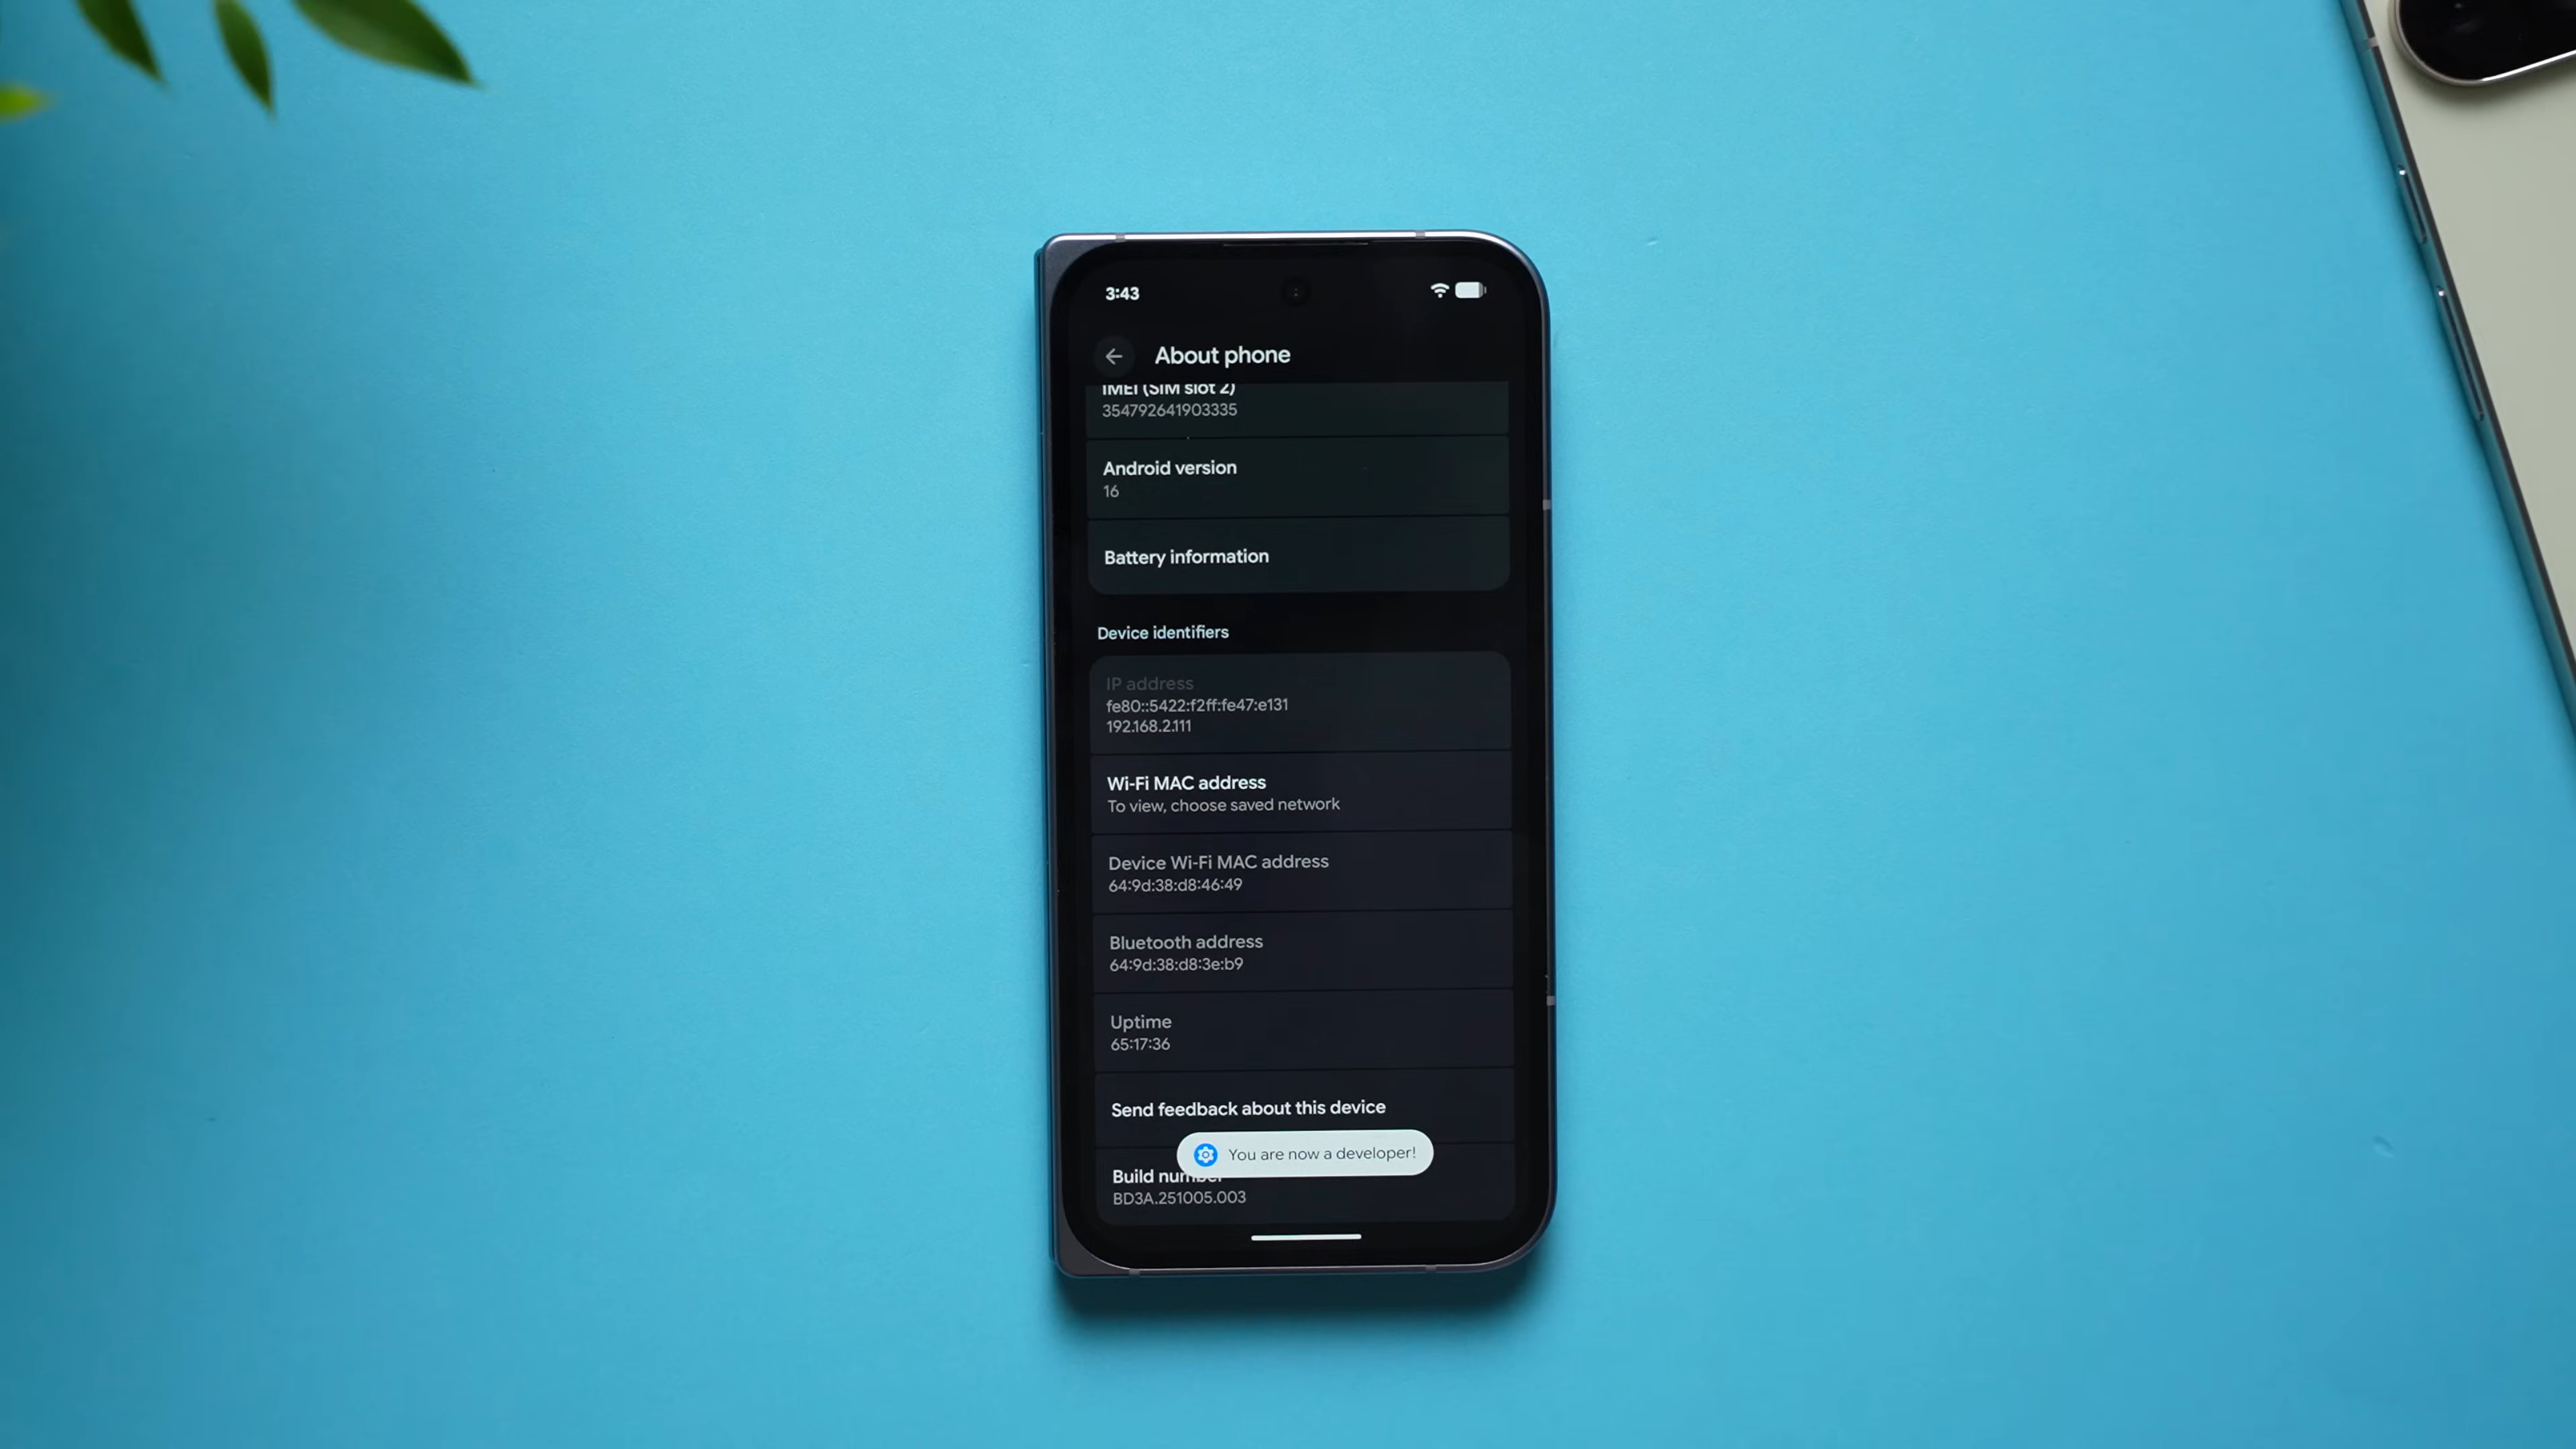 3:43
About phone
IMEI (SIM slot 2)
354792641903335
Android version
16
Battery information
Device identifiers
IP address
fe80::5422:f2ff:fe47:e131
192.168.2.111
Wi-Fi MAC address
To view, choose saved network
Device Wi-Fi MAC address
64:9d:38:d8:46:49
Bluetooth address
64:9d:38:d8:3e:b9
Uptime
65:17:36
Send feedback about this device
You are now a developer!
Build number
BD3A.251005.003